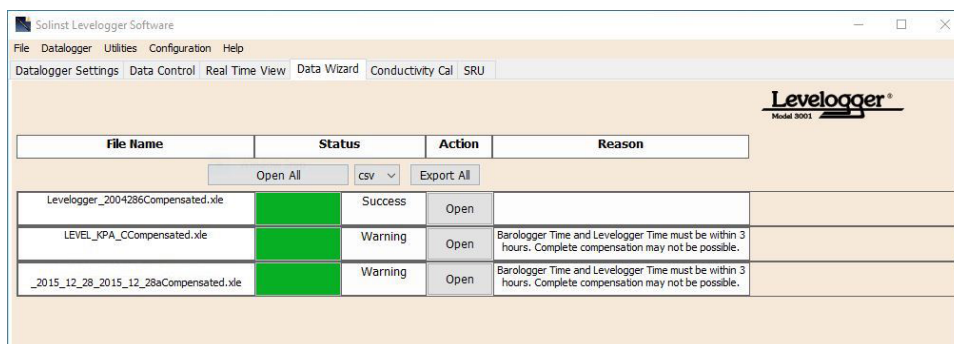 Solinst Levelogger Software
File Datalogger Utilities Configuration Help
Datalogger Settings Data Control Real Time View Data Wizard Conductivity Cal SRU
Levelogger®
Model 3001
File Name Status Action Reason
Open All csv Export All
Levelogger_2004286Compensated.xle Success Open
LEVEL_KPA_CCompensated.xle Warning Open Barologger Time and Levelogger Time must be within 3
hours. Complete compensation may not be possible.
_2015_12_28_2015_12_28aCompensated.xle Warning Open Barologger Time and Levelogger Time must be within 3
hours. Complete compensation may not be possible.